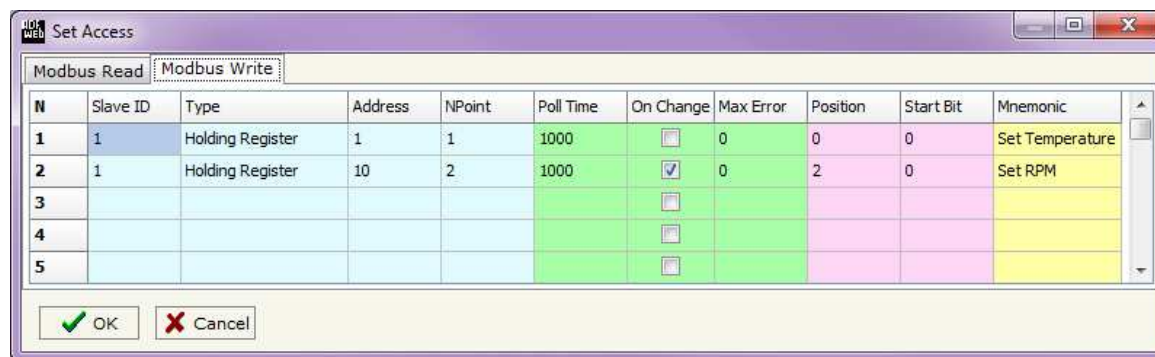 ADF
WEB Set Access
Modbus Read Modbus Write
N Slave ID Type Address NPoint Poll Time On Change Max Error Position Start Bit Mnemonic
1 1 Holding Register 1 1 1000 0 0 0 Set Temperature
2 1 Holding Register 10 2 1000 0 2 0 Set RPM
3
4
5
OK Cancel